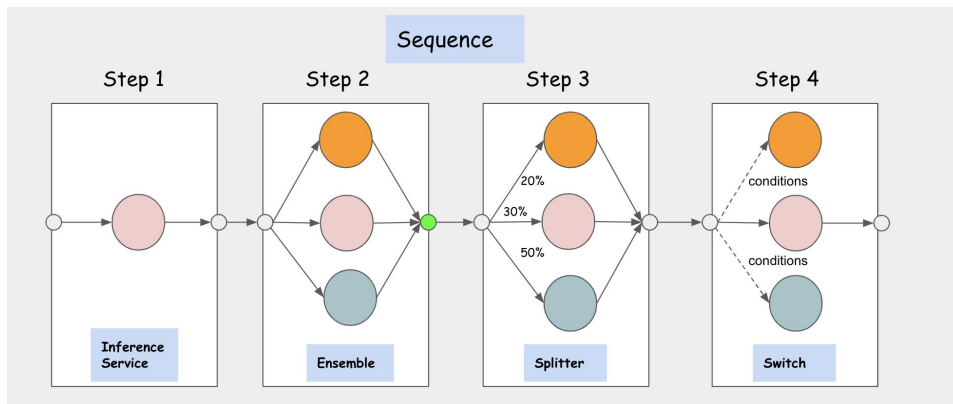 Sequence
Step 1
Step 2
Step 3
Step 4
20%
30%
50%
conditions
conditions
Inference
Service
Ensemble
Splitter
Switch